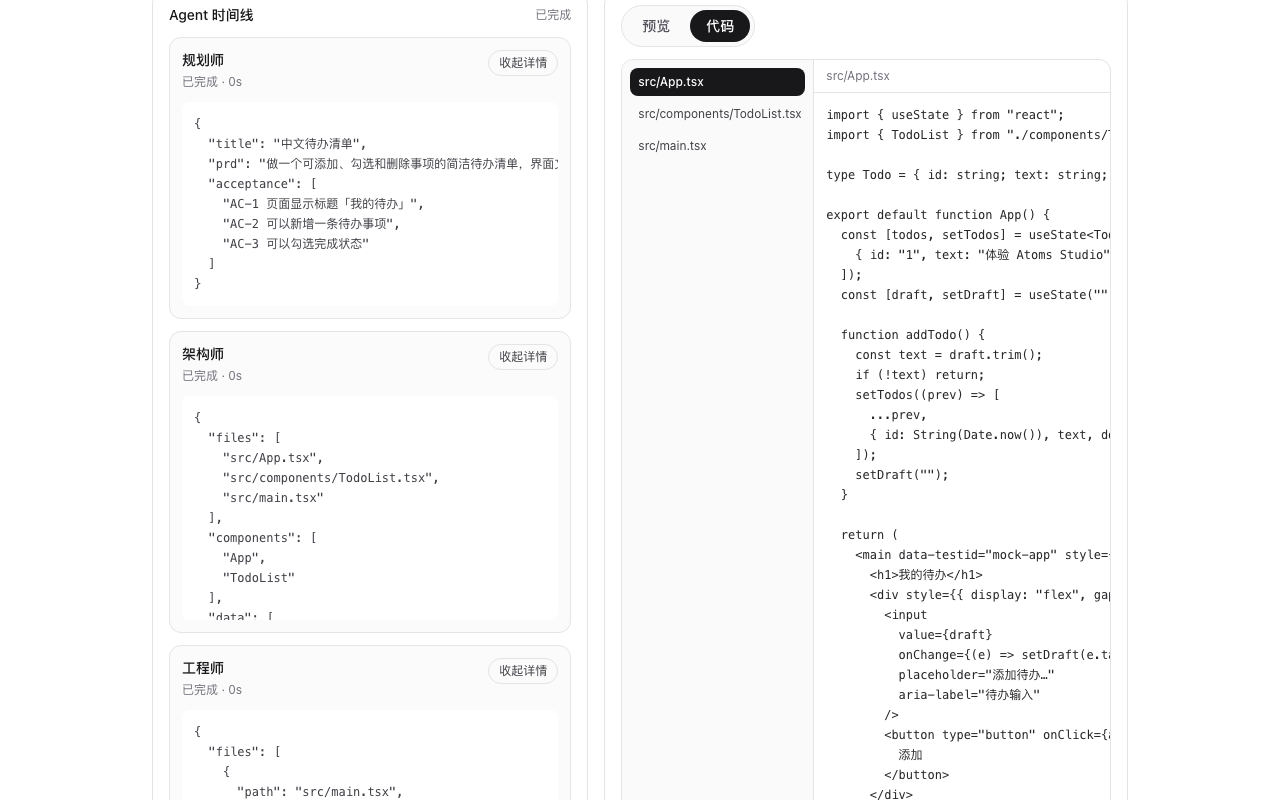 Agent 时间线
已完成
规划师
收起详情
已完成 · 0s
{
  "title": "中文待办清单",
  "prd": "做一个可添加、勾选和删除事项的简洁待办清单，界面
  "acceptance": [
    "AC-1 页面显示标题「我的待办」",
    "AC-2 可以新增一条待办事项",
    "AC-3 可以勾选完成状态"
  ]
}
架构师
收起详情
已完成 · 0s
{
  "files": [
    "src/App.tsx",
    "src/components/TodoList.tsx",
    "src/main.tsx"
  ],
  "components": [
    "App",
    "TodoList"
  ],
  "data": [
工程师
收起详情
已完成 · 0s
{
  "files": [
    {
      "path": "src/main.tsx",
预览
代码
src/App.tsx
src/components/TodoList.tsx
src/main.tsx
src/App.tsx
import { useState } from "react";
import { TodoList } from "./components/
type Todo = { id: string; text: string;
export default function App() {
  const [todos, setTodos] = useState<Tod
    { id: "1", text: "体验 Atoms Studio"
  ]);
  const [draft, setDraft] = useState(""
  function addTodo() {
    const text = draft.trim();
    if (!text) return;
    setTodos((prev) => [
      ...prev,
      { id: String(Date.now()), text, do
    ]);
    setDraft("");
  }
  return (
    <main data-testid="mock-app" style={
      <h1>我的待办</h1>
      <div style={{ display: "flex", gap
        <input
          value={draft}
          onChange={(e) => setDraft(e.ta
          placeholder="添加待办…"
          aria-label="待办输入"
        />
        <button type="button" onClick={a
          添加
        </button>
      </div>